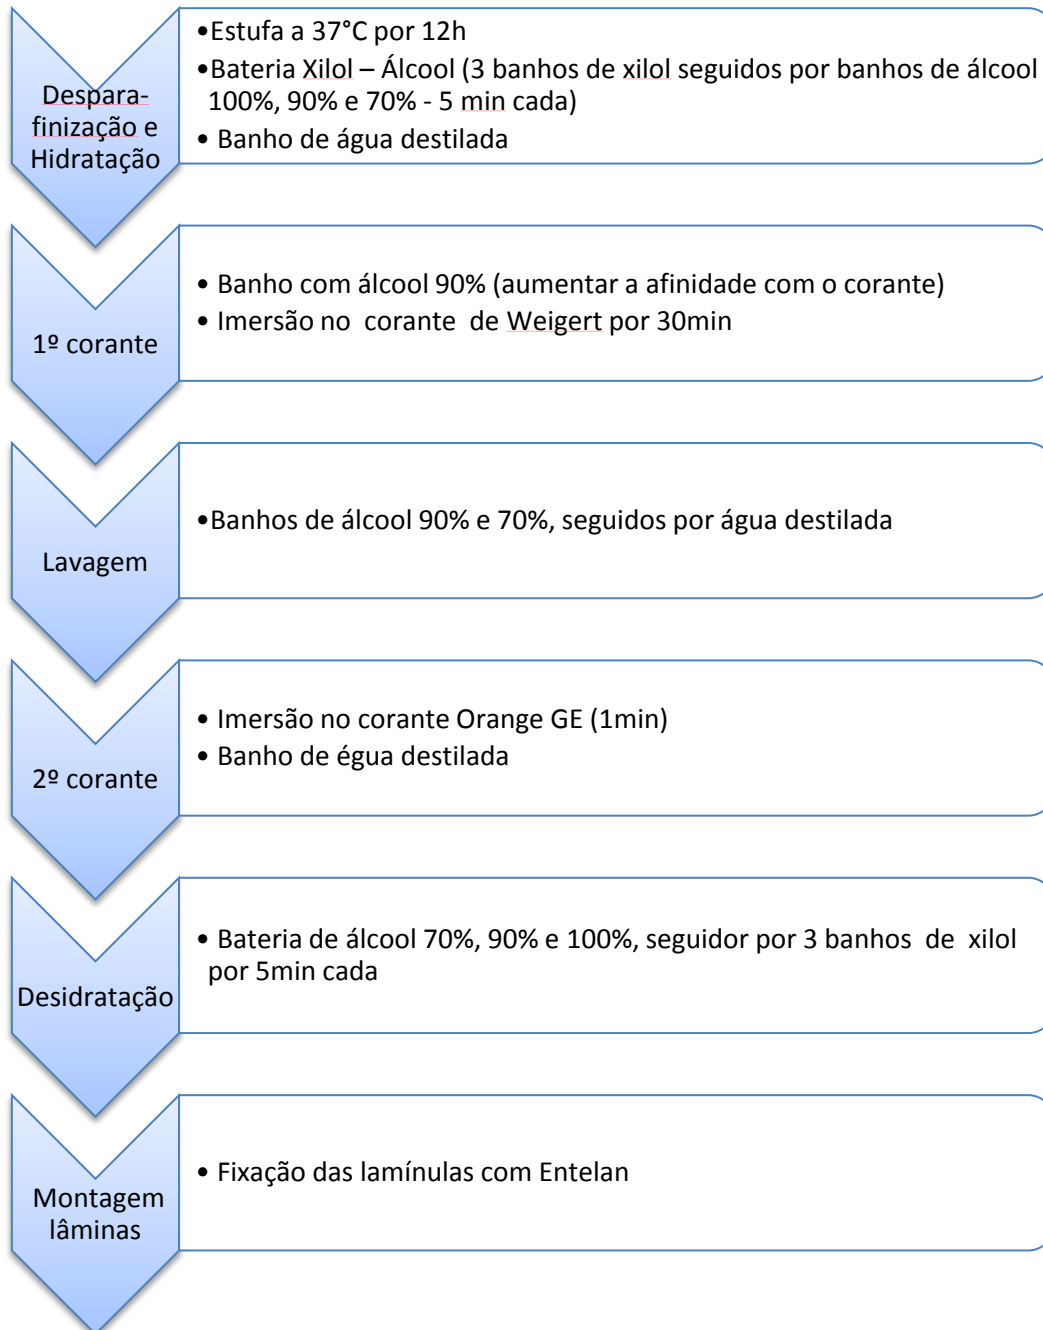 Despara-
finização e
Hidratação
•Estufa a 37°C por 12h
•Bateria Xilol – Álcool (3 banhos de xilol seguidos por banhos de álcool
100%, 90% e 70% - 5 min cada)
• Banho de água destilada
1º corante
• Banho com álcool 90% (aumentar a afinidade com o corante)
• Imersão no corante de Weigert por 30min
Lavagem
•Banhos de álcool 90% e 70%, seguidos por água destilada
2º corante
• Imersão no corante Orange GE (1min)
• Banho de égua destilada
Desidratação
• Bateria de álcool 70%, 90% e 100%, seguidor por 3 banhos de xilol
por 5min cada
Montagem
lâminas
• Fixação das lamínulas com Entelan